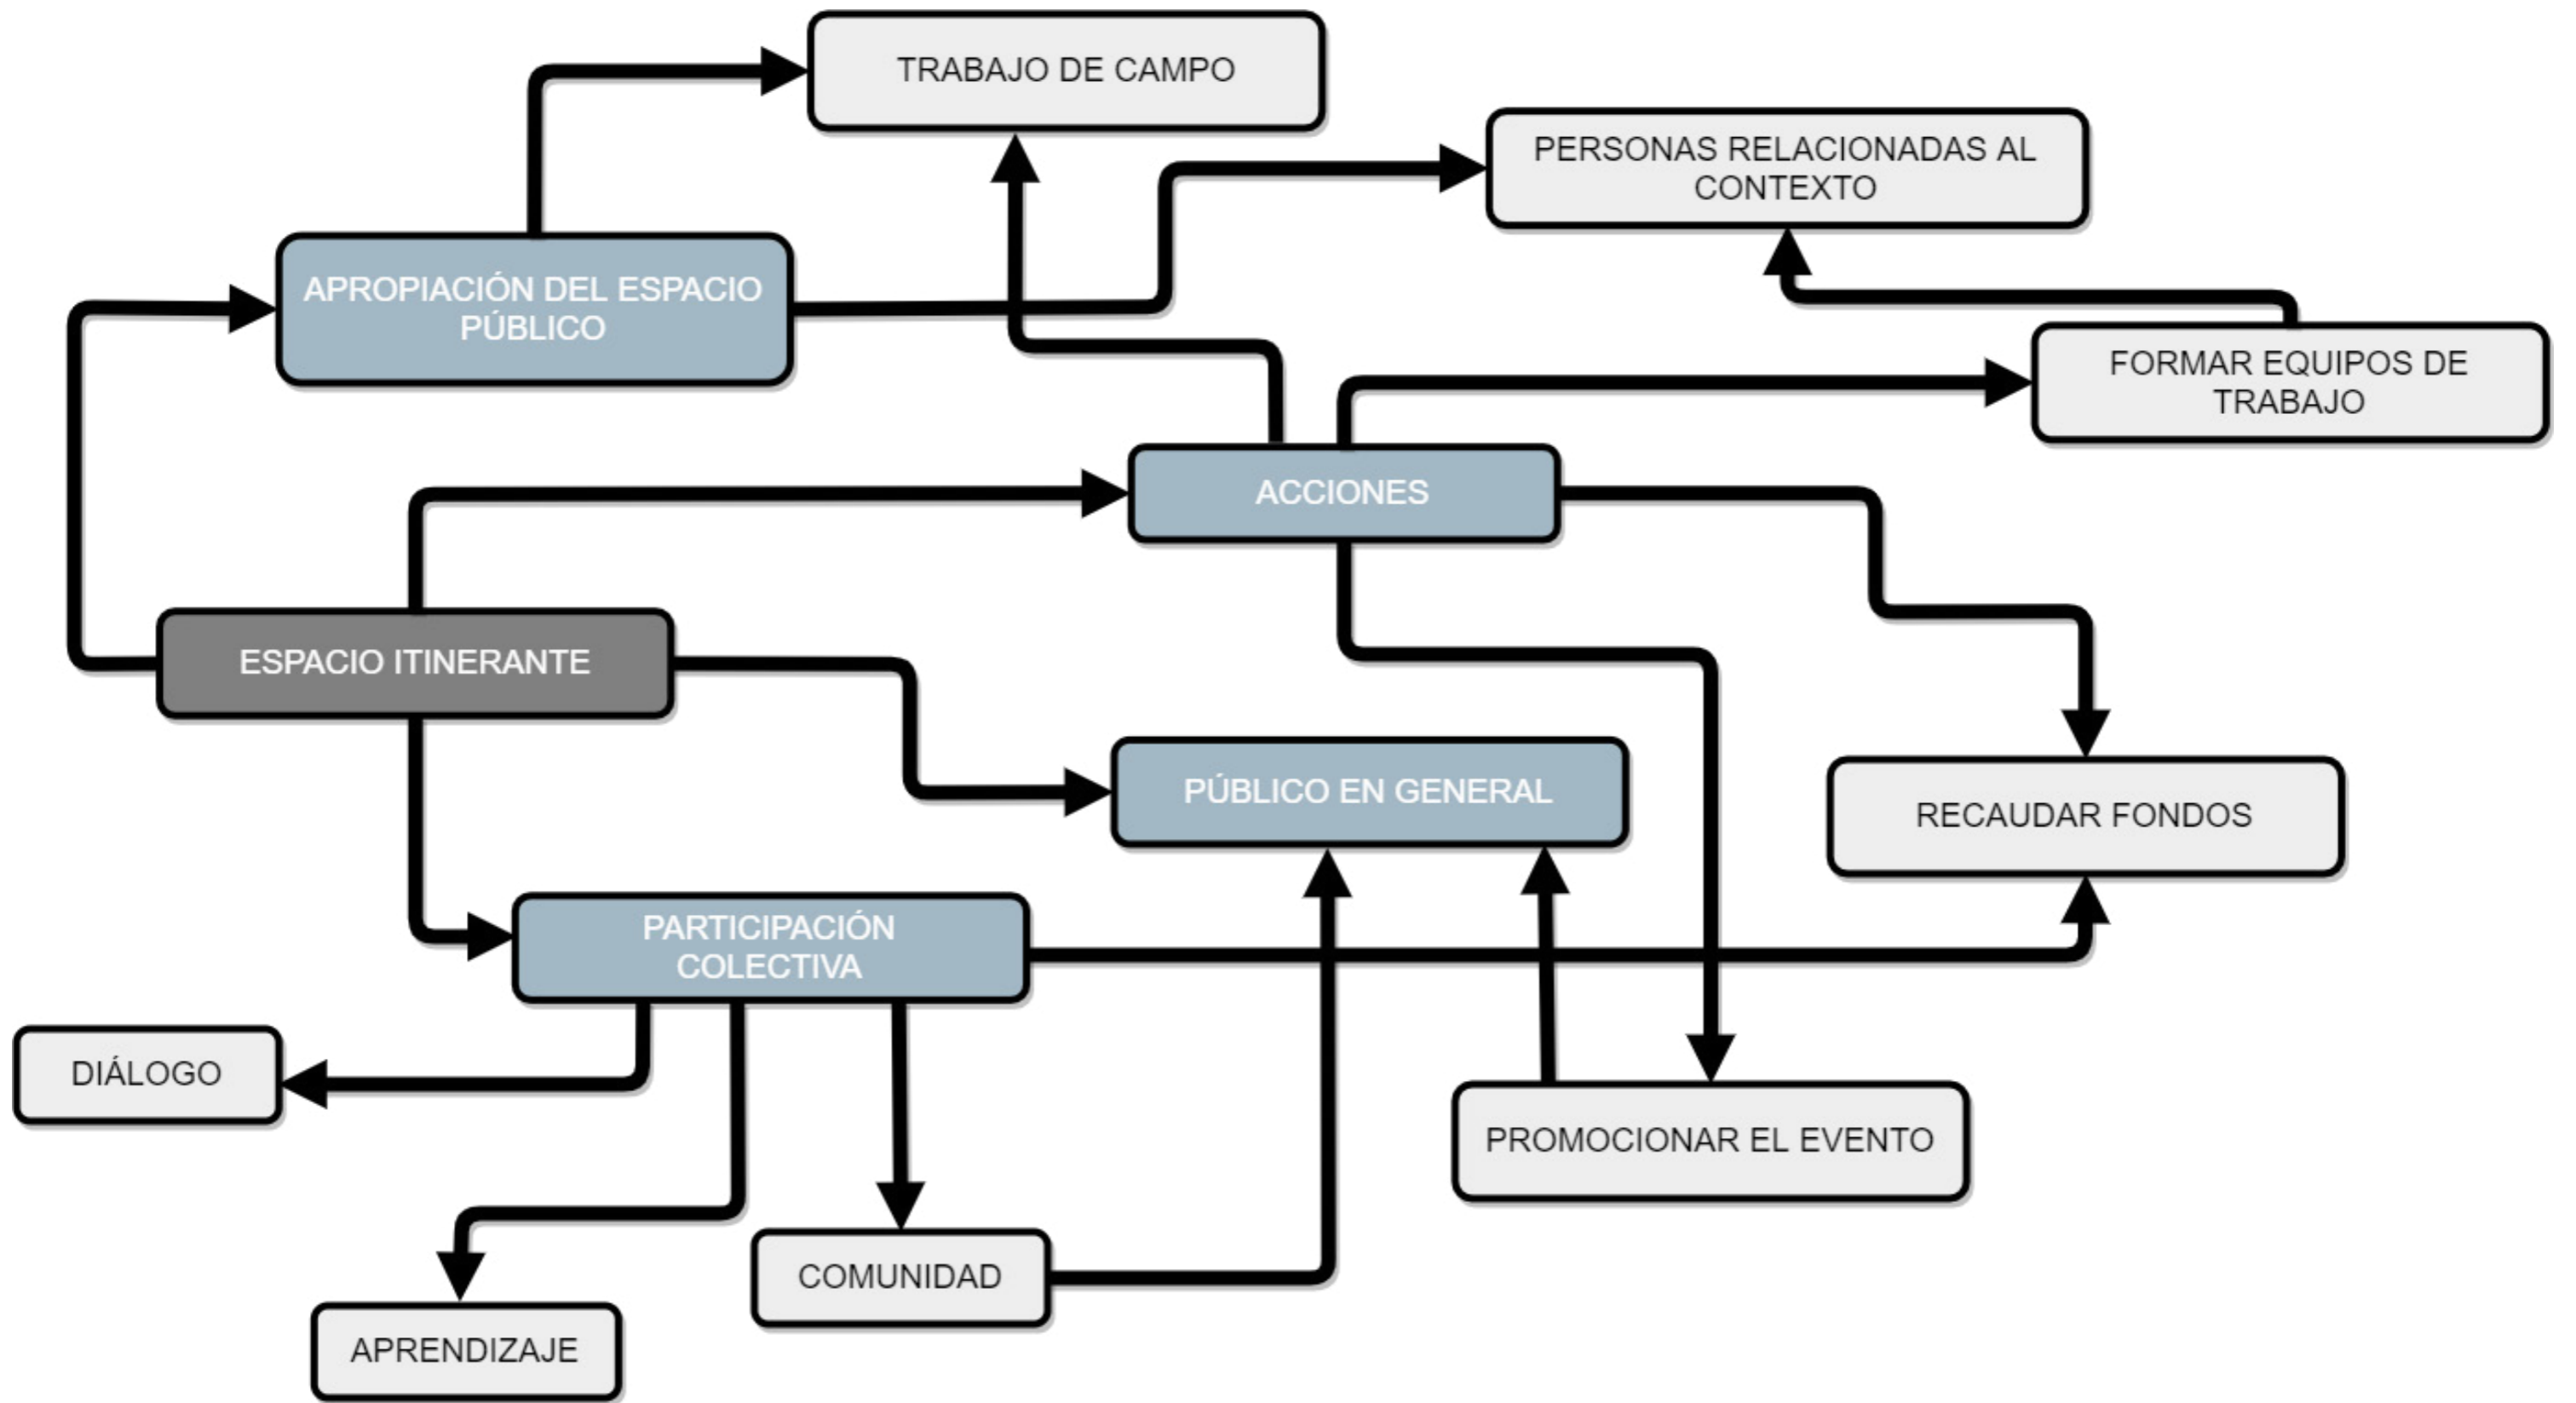 TRABAJO DE CAMPO
PERSONAS RELACIONADAS AL
CONTEXTO
APROPIACIÓN DEL ESPACIO
PÚBLICO
FORMAR EQUIPOS DE
TRABAJO
ACCIONES
ESPACIO ITINERANTE
PÚBLICO EN GENERAL
RECAUDAR FONDOS
PARTICIPACIÓN
COLECTIVA
DIÁLOGO
PROMOCIONAR EL EVENTO
COMUNIDAD
APRENDIZAJE